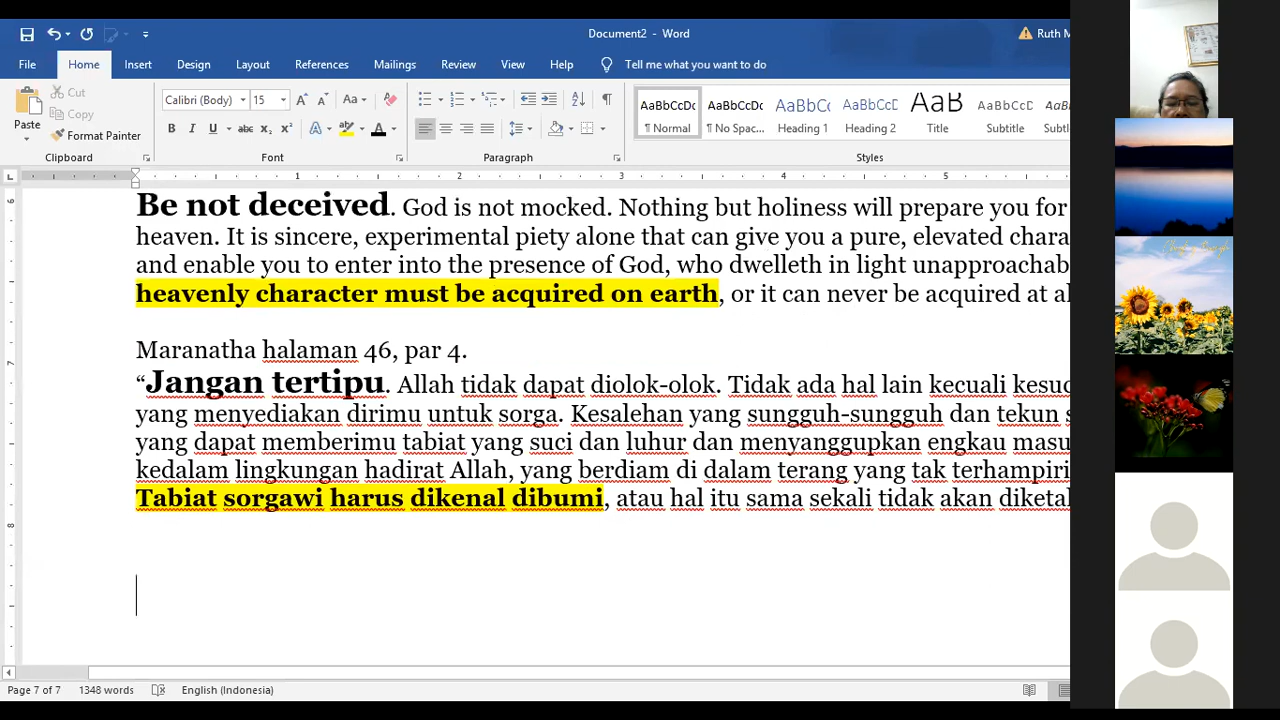 Document2 - Word
Ruth M
File Home Insert Design Layout References Mailings Review View Help Tell me what you want to do
Cut
Calibri (Body) 15
AaBbCcDc AaBbCcDc AaBbCc AaBbCcC AaB AaBbCcC
Copy
Paste
Format Painter
¶ Normal ¶ No Spac... Heading 1 Heading 2 Title Subtitle
Clipboard Font Paragraph Styles
1 2 3 4 5
Be not deceived. God is not mocked. Nothing but holiness will prepare you for
heaven. It is sincere, experimental piety alone that can give you a pure, elevated chara
and enable you to enter into the presence of God, who dwelleth in light unapproachab
heavenly character must be acquired on earth, or it can never be acquired at al
Maranatha halaman 46, par 4.
“Jangan tertipu. Allah tidak dapat diolok-olok. Tidak ada hal lain kecuali kesuc
yang menyediakan dirimu untuk sorga. Kesalehan yang sungguh-sungguh dan tekun s
yang dapat memberimu tabiat yang suci dan luhur dan menyanggupkan engkau masu
kedalam lingkungan hadirat Allah, yang berdiam di dalam terang yang tak terhampiri
Tabiat sorgawi harus dikenal dibumi, atau hal itu sama sekali tidak akan diketah
Page 7 of 7 1348 words English (Indonesia)